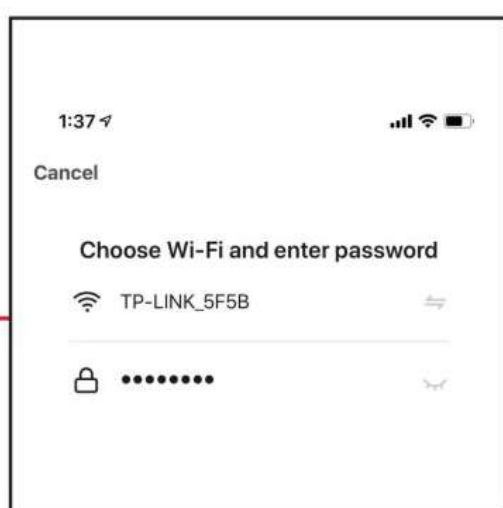 1:37
Cancel
Choose Wi-Fi and enter password
TP-LINK_5F5B
••••••••